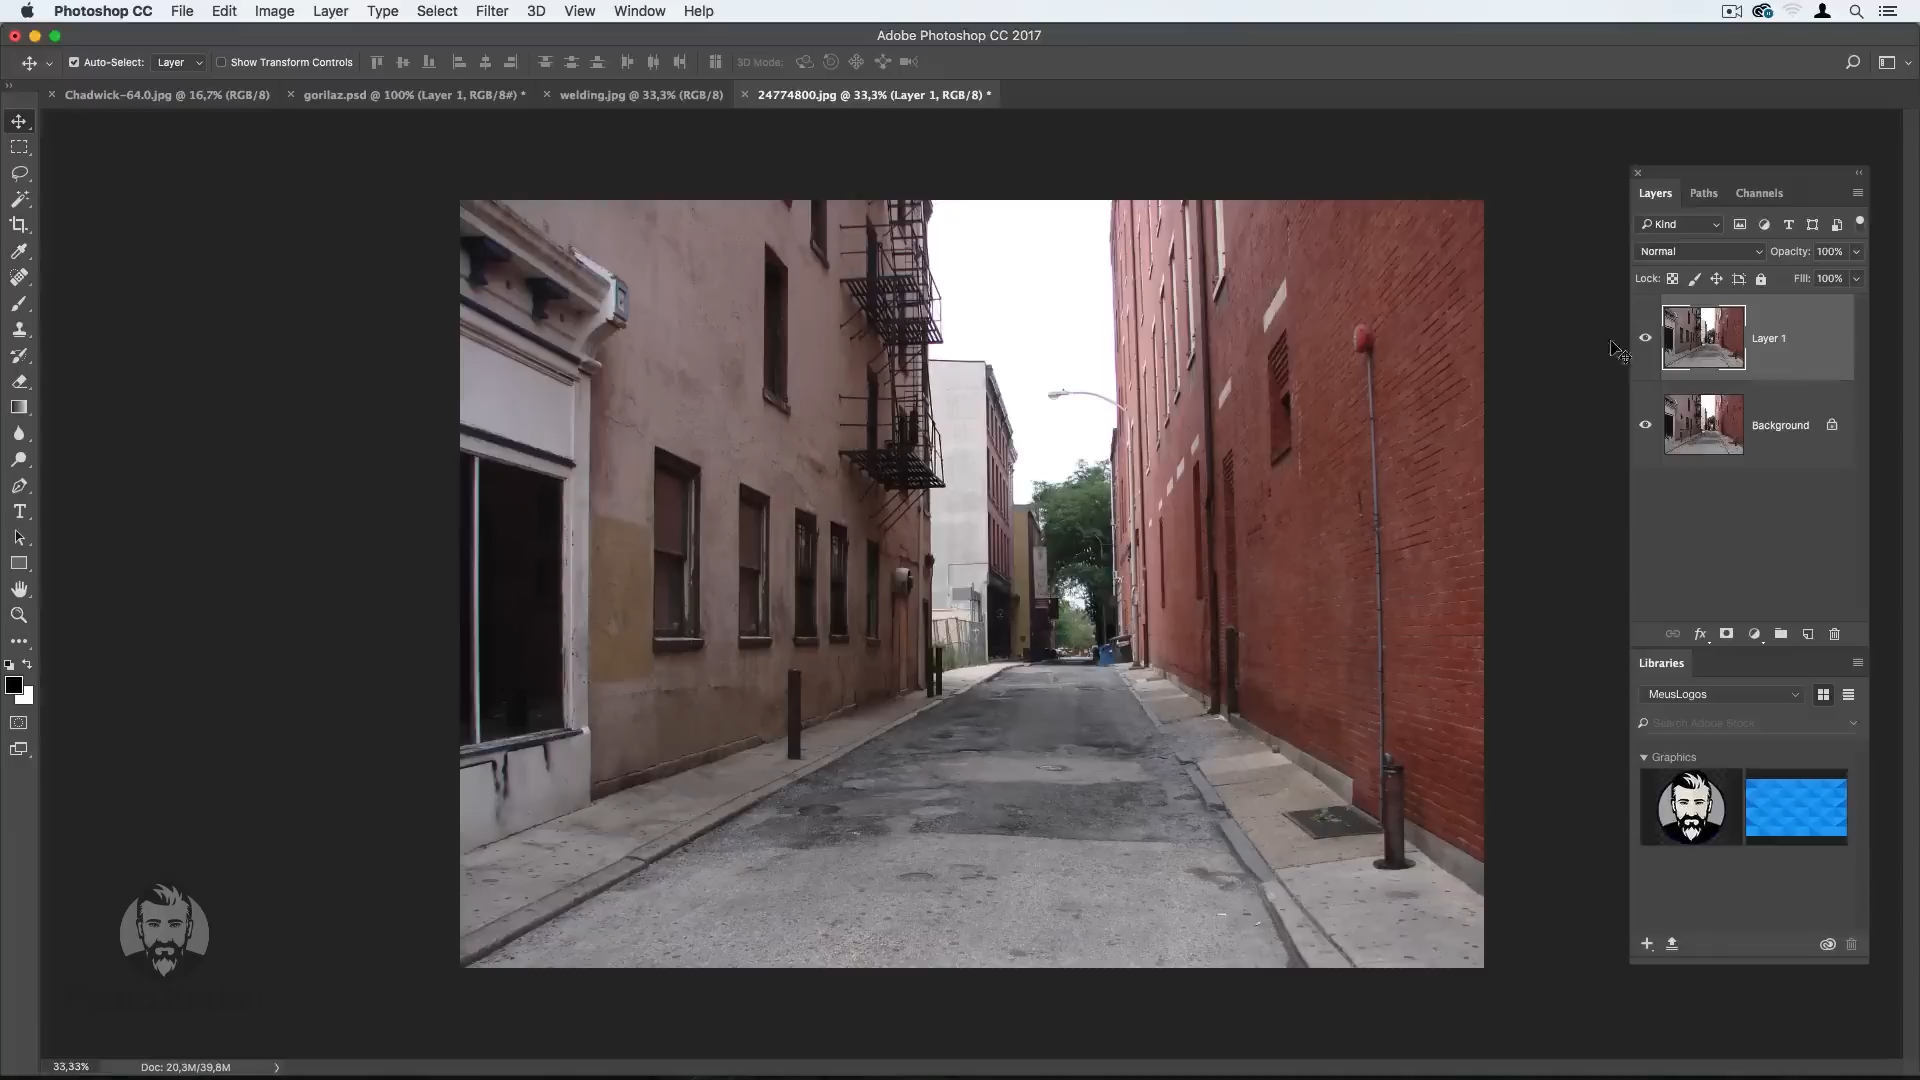 Photoshop CC File Edit Image Layer Type Select Filter 3D View Window Help
Adobe Photoshop CC 2017
Auto-Select: Layer Show Transform Controls 3D Mode:
Chadwick-64.0.jpg @ 16,7% (RGB/8) gorilaz.psd @ 100% (Layer 1, RGB/8#) * welding.jpg @ 33,3% (RGB/8) 24774800.jpg @ 33,3% (Layer 1, RGB/8) *
Layers Paths Channels
Kind
Normal Opacity: 100%
Lock: Fill: 100%
Layer 1
Background
fx
Libraries
MeusLogos
Search Adobe Stock
Graphics
33,33% Doc: 20,3M/39,8M